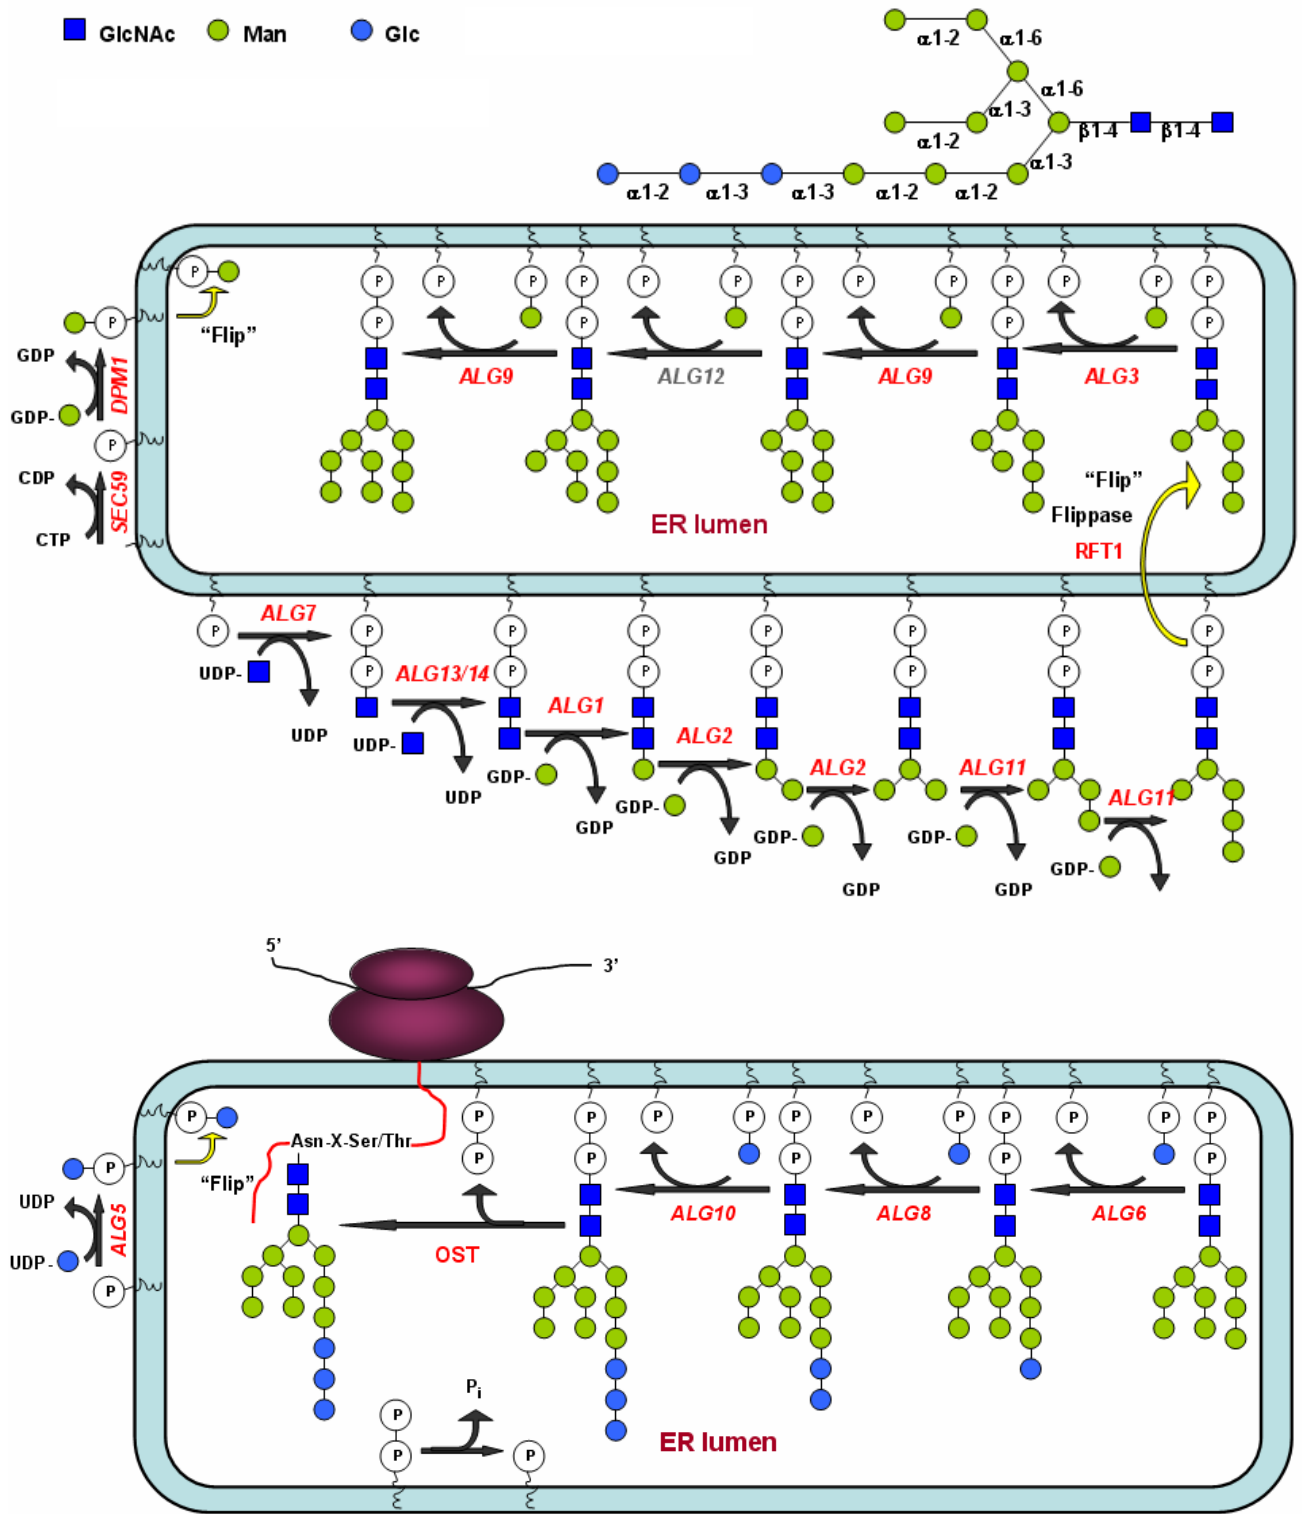 GlcNAc Man Glc
α1-2 α1-6
α1-6
α1-3
α1-2 β1-4 β1-4
α1-3
α1-2 α1-3 α1-3 α1-2 α1-2
P
“Flip”
P
GDP
DPM1
GDP-
P
CDP
SEC59
CTP
P P P P P P P P P P P P P
P P P P P
ALG9 ALG12 ALG9 ALG3
“Flip”
Flippase
RFT1
ER lumen
P P P P P P P P
P P P P P P P
ALG7
UDP-
UDP
ALG13/14
UDP-
UDP
ALG1
GDP-
GDP
ALG2
GDP-
GDP
ALG2
GDP-
GDP
ALG11
GDP-
GDP
ALG11
GDP-
5’ 3’
P
“Flip”
P
UDP
ALG5
UDP -
P
Asn-X-Ser/Thr
P P P P P P P P P P P
P P P P P
OST
ALG10 ALG8 ALG6
Pi
P
P P
ER lumen